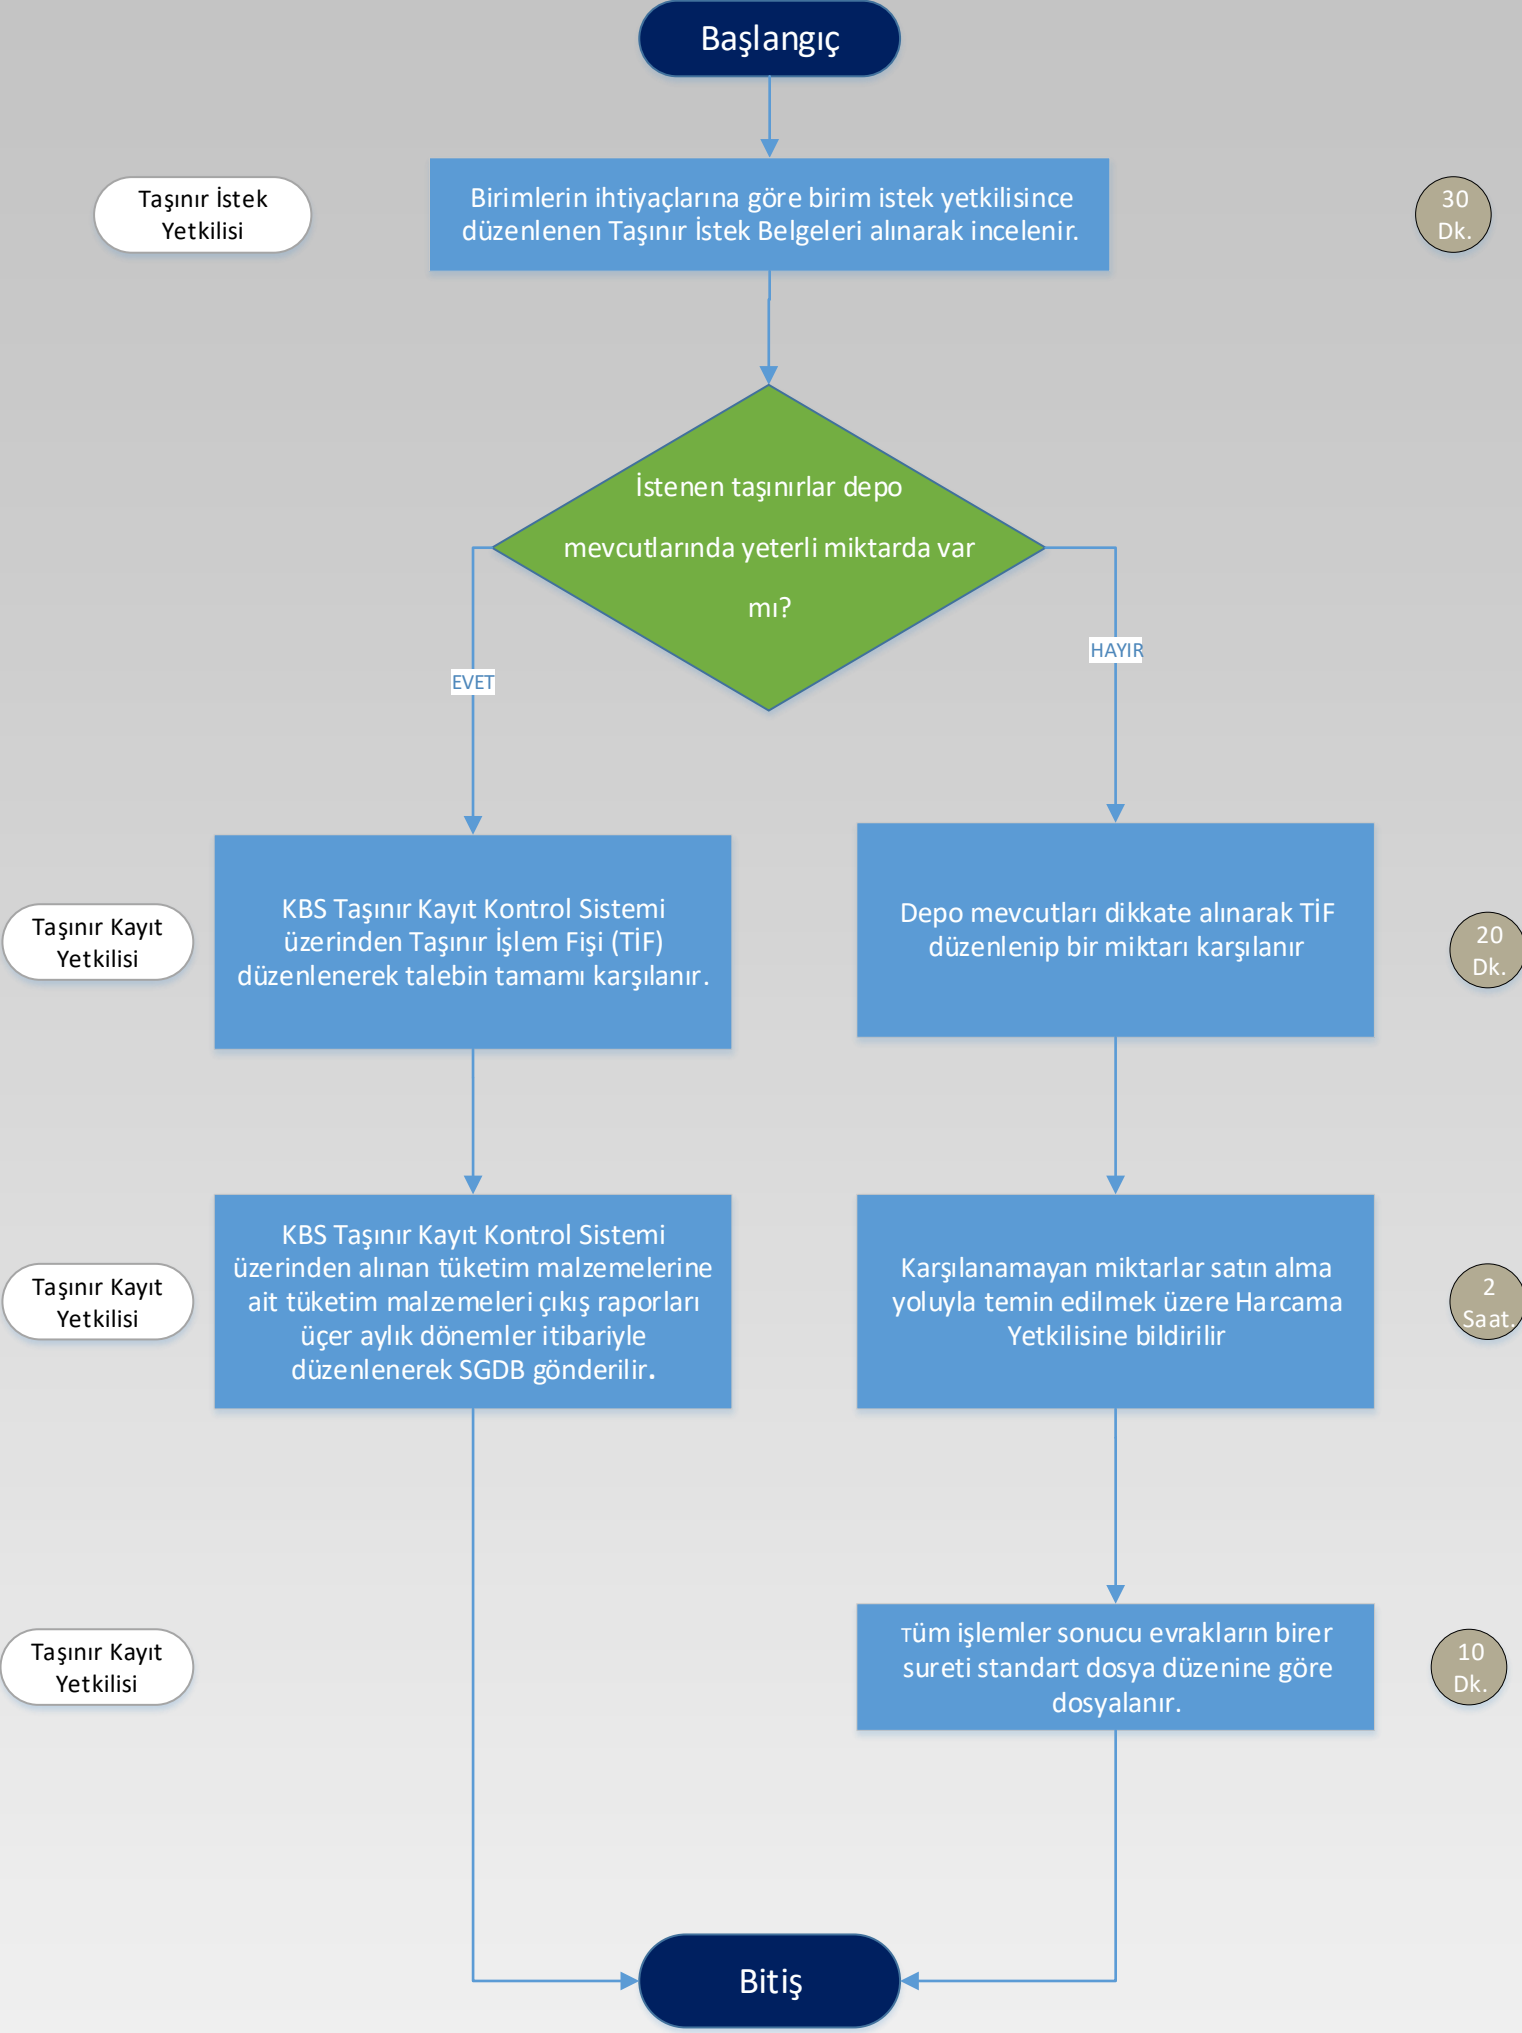 Başlangıç
Taşınır İstek
Yetkilisi
Birimlerin ihtiyaçlarına göre birim istek yetkilisince
düzenlenen Taşınır İstek Belgeleri alınarak incelenir.
30
Dk.
İstenen taşınırlar depo
mevcutlarında yeterli miktarda var
mı?
EVET
HAYIR
Taşınır Kayıt
Yetkilisi
KBS Taşınır Kayıt Kontrol Sistemi
üzerinden Taşınır İşlem Fişi (TİF)
düzenlenerek talebin tamamı karşılanır.
Depo mevcutları dikkate alınarak TİF
düzenlenip bir miktarı karşılanır
20
Dk.
Taşınır Kayıt
Yetkilisi
KBS Taşınır Kayıt Kontrol Sistemi
üzerinden alınan tüketim malzemelerine
ait tüketim malzemeleri çıkış raporları
üçer aylık dönemler itibariyle
düzenlenerek SGDB gönderilir.
Karşılanamayan miktarlar satın alma
yoluyla temin edilmek üzere Harcama
Yetkilisine bildirilir
2
Saat.
Taşınır Kayıt
Yetkilisi
Tüm işlemler sonucu evrakların birer
sureti standart dosya düzenine göre
dosyalanır.
10
Dk.
Bitiş